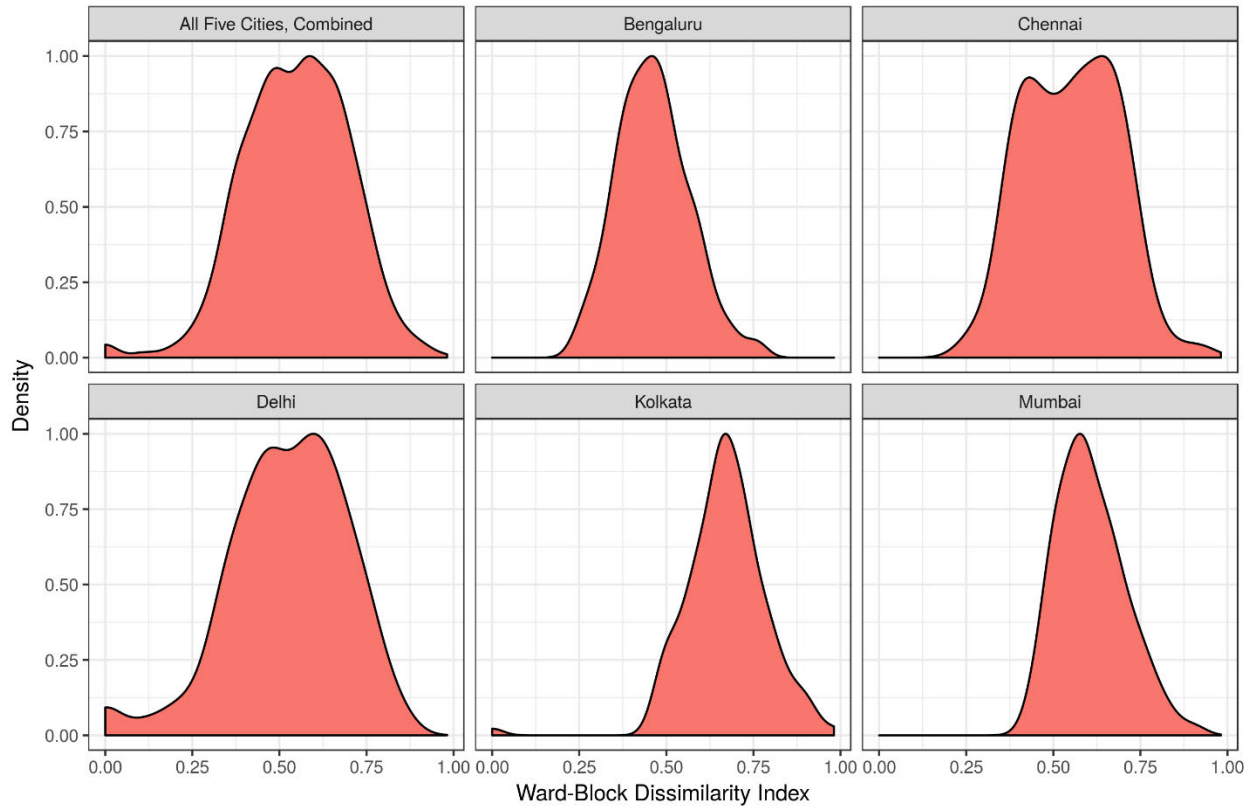 All Five Cities, Combined
Bengaluru
Chennai
1.00
0.75
0.50
0.25
0.00
Delhi
Kolkata
Mumbai
1.00
0.75
0.50
0.25
0.00
0.00 0.25 0.50 0.75 1.00
0.00 0.25 0.50 0.75 1.00
0.00 0.25 0.50 0.75 1.00
Density
Ward-Block Dissimilarity Index